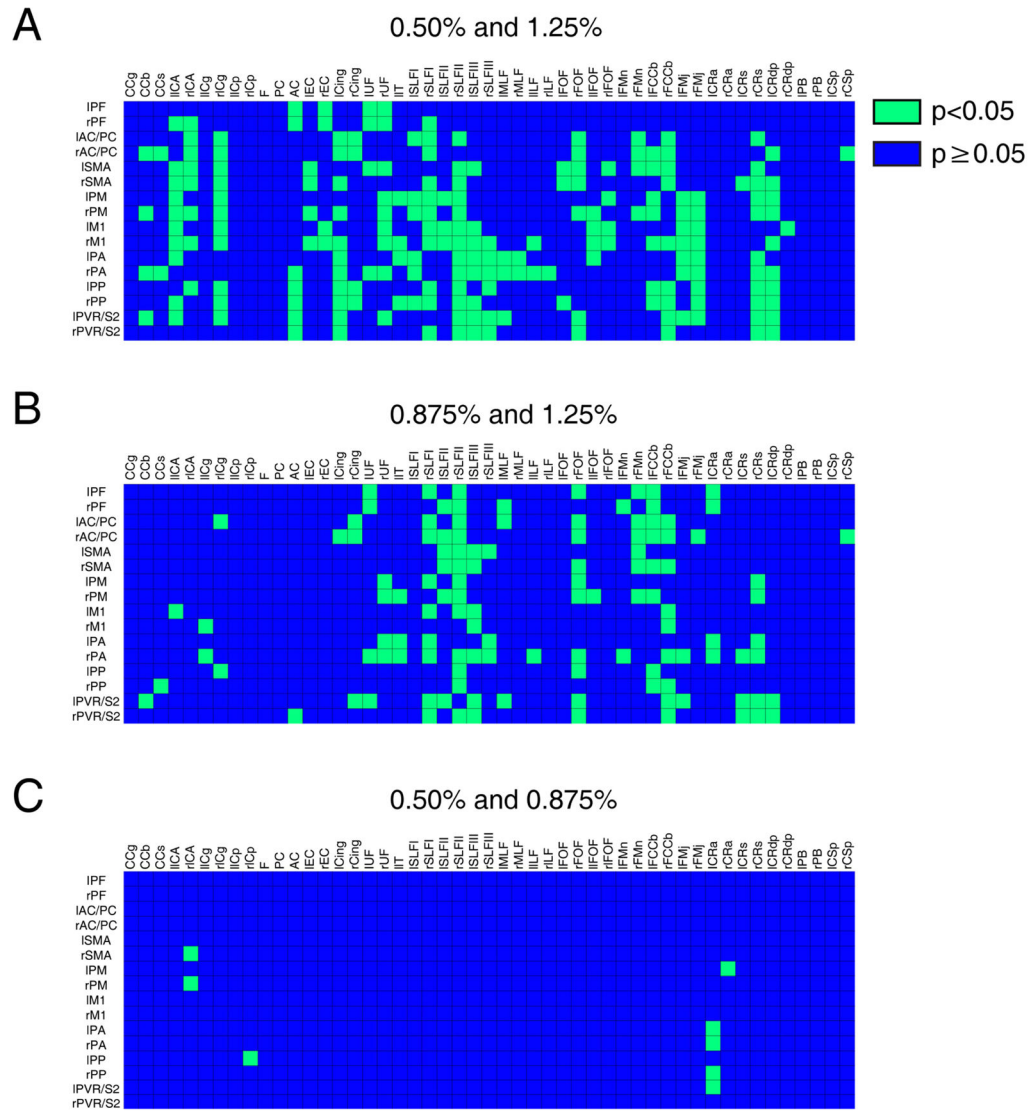 A
0.50% and 1.25%
CCg CCb CCs lICA rICA lICg rICg lICp rICp F PC AC lEC rEC lCing rCing lUF rUF lIT lSLFI rSLFI lSLFII rSLFII lSLFIII rSLFIII lMLF rMLF lILF rILF lFOF rFOF lIFOF rIFOF lFMn rFMn lFCCb rFCCb lFMj rFMj lCRa rCRa lCRs rCRs lCRdp rCRdp lPB rPB lCSp rCSp
p<0.05
p≥0.05
lPF
rPF
lAC/PC
rAC/PC
lSMA
rSMA
lPM
rPM
lM1
rM1
lPA
rPA
lPP
rPP
lPVR/S2
rPVR/S2
B
0.875% and 1.25%
CCg CCb CCs lICA rICA lICg rICg lICp rICp F PC AC lEC rEC lCing rCing lUF rUF lIT lSLFI rSLFI lSLFII rSLFII lSLFIII rSLFIII lMLF rMLF lILF rILF lFOF rFOF lIFOF rIFOF lFMn rFMn lFCCb rFCCb lFMj rFMj lCRa rCRa lCRs rCRs lCRdp rCRdp lPB rPB lCSp rCSp
lPF
rPF
lAC/PC
rAC/PC
lSMA
rSMA
lPM
rPM
lM1
rM1
lPA
rPA
lPP
rPP
lPVR/S2
rPVR/S2
C
0.50% and 0.875%
CCg CCb CCs lICA rICA lICg rICg lICp rICp F PC AC lEC rEC lCing rCing lUF rUF lIT lSLFI rSLFI lSLFII rSLFII lSLFIII rSLFIII lMLF rMLF lILF rILF lFOF rFOF lIFOF rIFOF lFMn rFMn lFCCb rFCCb lFMj rFMj lCRa rCRa lCRs rCRs lCRdp rCRdp lPB rPB lCSp rCSp
lPF
rPF
lAC/PC
rAC/PC
lSMA
rSMA
lPM
rPM
lM1
rM1
lPA
rPA
lPP
rPP
lPVR/S2
rPVR/S2